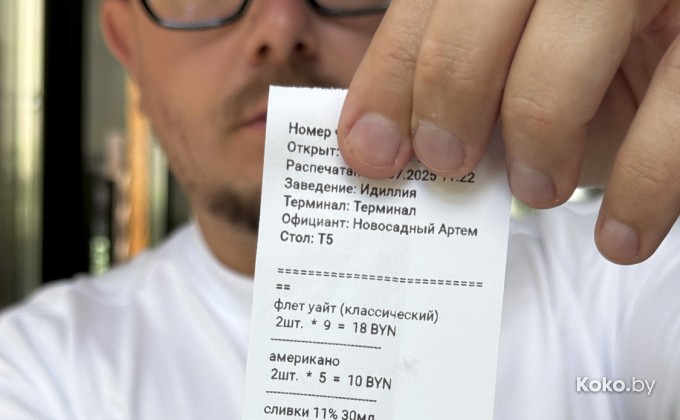 Номер
Открыт:
.07.2025 11:22
Заведение: Идиллия
Терминал: Терминал
Официант: Новосадный Артем
Стол: T5
==========================
==
флет уайт (классический)
2шт. * 9 = 18 BYN
------------------------
американо
2шт. * 5 = 10 BYN
------------------------
сливки 11% 30мл
Koko.by